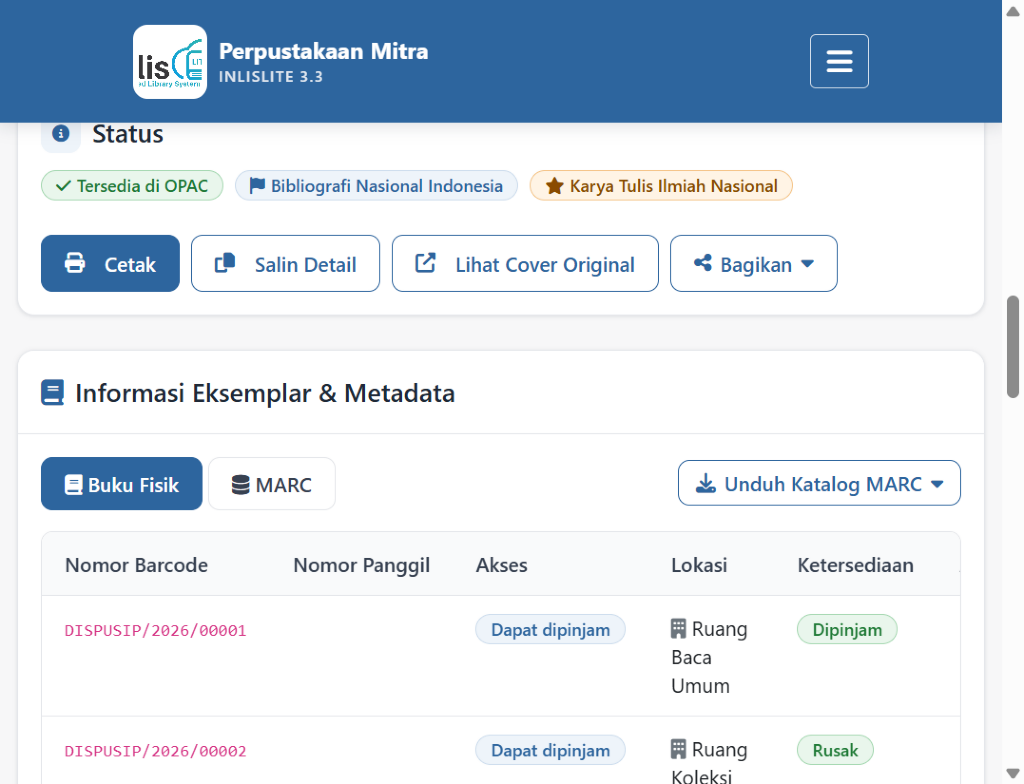 lis
LIT
d Library System
Perpustakaan Mitra
INLISLITE 3.3
Status
Tersedia di OPAC
Bibliografi Nasional Indonesia
Karya Tulis Ilmiah Nasional
Cetak
Salin Detail
Lihat Cover Original
Bagikan
Informasi Eksemplar & Metadata
Buku Fisik
MARC
Unduh Katalog MARC
Nomor Barcode Nomor Panggil Akses Lokasi Ketersediaan
DISPUSIP/2026/00001 Dapat dipinjam Ruang Dipinjam
Baca
Umum
DISPUSIP/2026/00002 Dapat dipinjam Ruang Rusak
Koleksi